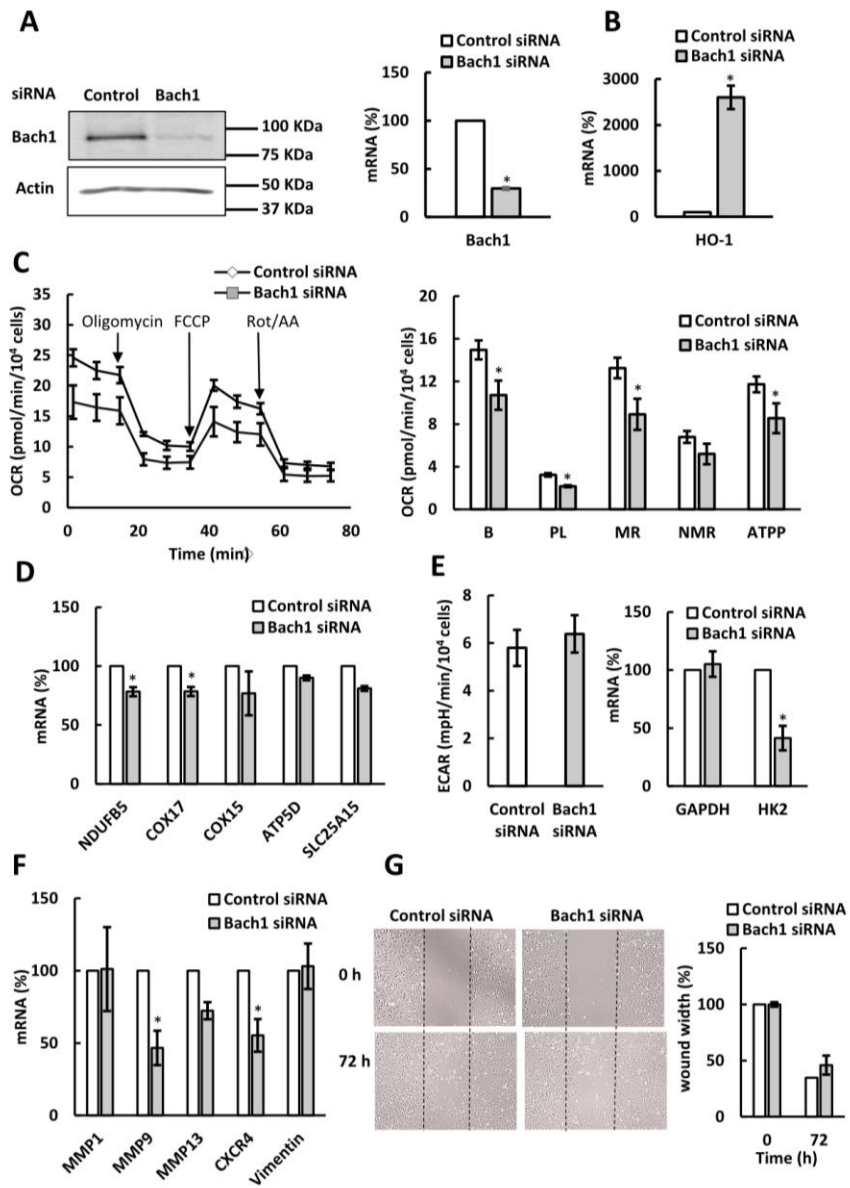 A
siRNA Control Bach1
Bach1
100 KDa
75 KDa
Actin
50 KDa
37 KDa
Control siRNA
Bach1 siRNA
mRNA (%)
150
100
50
0
Bach1
*
B
Control siRNA
Bach1 siRNA
mRNA (%)
3000
2000
1000
0
*
HO-1
C
Control siRNA
Bach1 siRNA
OCR (pmol/min/10⁴ cells)
35
30
25
20
15
10
5
0
Oligomycin FCCP Rot/AA
0 20 40 60 80
Time (min)
OCR (pmol/min/10⁴ cells)
20
16
12
8
4
0
Control siRNA
Bach1 siRNA
* * * *
B PL MR NMR ATPP
D
Control siRNA
Bach1 siRNA
mRNA (%)
150
100
50
0
* *
NDUFB5 COX17 COX15 ATP5D SLC25A15
E
ECAR (mpH/min/10⁴ cells)
8
6
4
2
0
Control Bach1
siRNA siRNA
Control siRNA
Bach1 siRNA
mRNA (%)
150
100
50
0
*
GAPDH HK2
F
Control siRNA
Bach1 siRNA
mRNA (%)
150
100
50
0
* *
MMP1 MMP9 MMP13 CXCR4 Vimentin
G
Control siRNA Bach1 siRNA
0 h
72 h
Control siRNA
Bach1 siRNA
wound width (%)
150
100
50
0
0 72
Time (h)